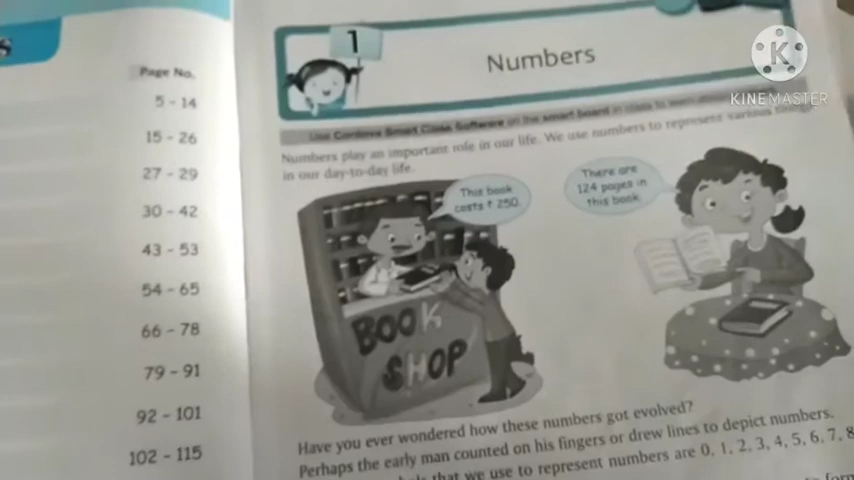 Page No.
5 - 14
15 - 26
27 - 29
30 - 42
43 - 53
54 - 65
66 - 78
79 - 91
92 - 101
102 - 115
1
Numbers
KINEMASTER
Use Cordova Smart Class Software on the smart board in class to learn
Numbers play an important role in our life. We use numbers to represent various things
in our day-to-day life.
This book
costs ₹ 250.
There are
124 pages in
this book.
BOOK
SHOP
Have you ever wondered how these numbers got evolved?
Perhaps the early man counted on his fingers or drew lines to depict numbers.
that we use to represent numbers are 0, 1, 2, 3, 4, 5, 6, 7, 8